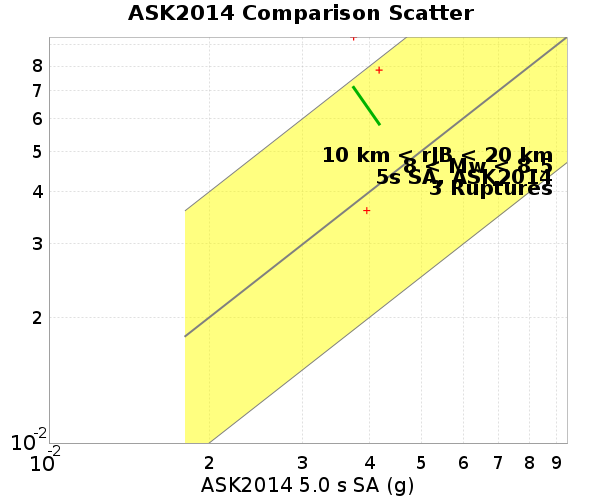 ASK2014 Comparison Scatter
8
7
6
5
4
3
2
10-2
10-2
2 3 4 5 6 7 8 9
10 km < rJB < 20 km
8 < Mw < 8.5
5s SA, ASK2014
3 Ruptures
ASK2014 5.0 s SA (g)